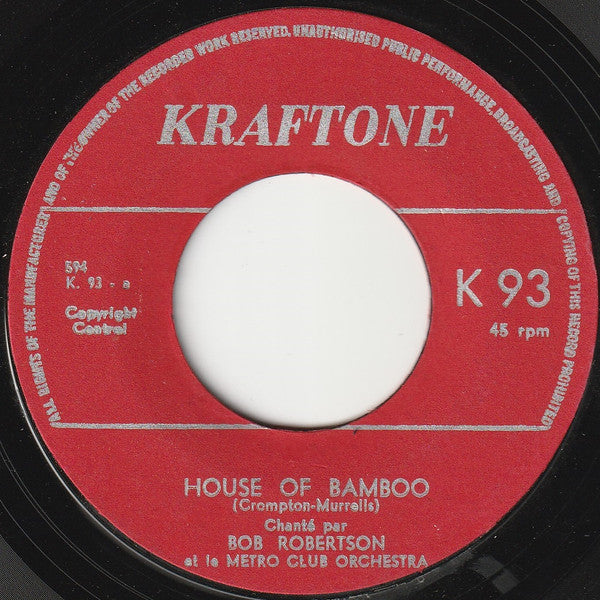 ALL RIGHTS OF THE MANUFACTURER AND OF THE OWNER OF THE RECORDED WORK RESERVED, UNAUTHORISED PUBLIC PERFORMANCE, BROADCASTING AND COPYING OF THIS RECORD PROHIBITED
KRAFTONE
594
K. 93 - a
Copyright
Control
K 93
45 rpm
HOUSE OF BAMBOO
(Crompton-Murrells)
Chanté par
BOB ROBERTSON
et le METRO CLUB ORCHESTRA